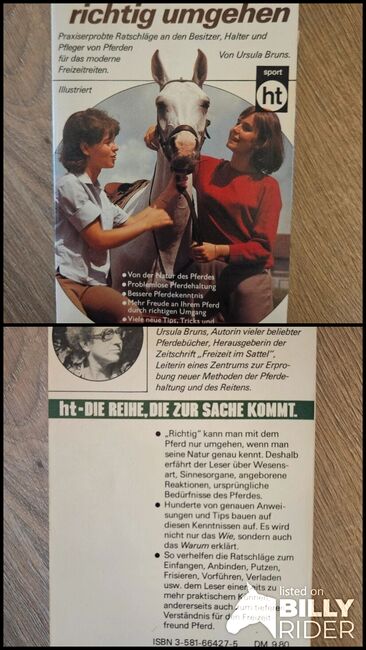 richtig umgehen
Praxiserprobte Ratschläge an den Besitzer, Halter und
Pfleger von Pferden
für das moderne
Freizeitreiten.
Von Ursula Bruns.
sport
ht
Illustriert
• Von der Natur des Pferdes
• Problemlose Pferdehaltung
• Bessere Pferdekenntnis
• Mehr Freude an Ihrem Pferd
durch richtigen Umgang
• Viele neue Tips, Tricks und
Ursula Bruns, Autorin vieler beliebter
Pferdebücher, Herausgeberin der
Zeitschrift „Freizeit im Sattel",
Leiterin eines Zentrums zur Erpro-
bung neuer Methoden der Pferde-
haltung und des Reitens.
ht-DIE REIHE, DIE ZUR SACHE KOMMT.
• „Richtig" kann man mit dem
Pferd nur umgehen, wenn man
seine Natur genau kennt. Deshalb
erfährt der Leser über Wesens-
art, Sinnesorgane, angeborene
Reaktionen, ursprüngliche
Bedürfnisse des Pferdes.
• Hunderte von genauen Anwei-
sungen und Tips bauen auf
diesen Kenntnissen auf. Es wird
nicht nur das Wie, sondern auch
das Warum erklärt.
• So verhelfen die Ratschläge zum
Einfangen, Anbinden, Putzen,
Frisieren, Vorführen, Verladen
usw. dem Leser einerseits zu
mehr praktischem Können,
andererseits auch zum tieferen
Verständnis für den Freizeit-
freund Pferd.
ISBN 3-581-66427-5 DM 9.80
listed on
BILLY
RIDER